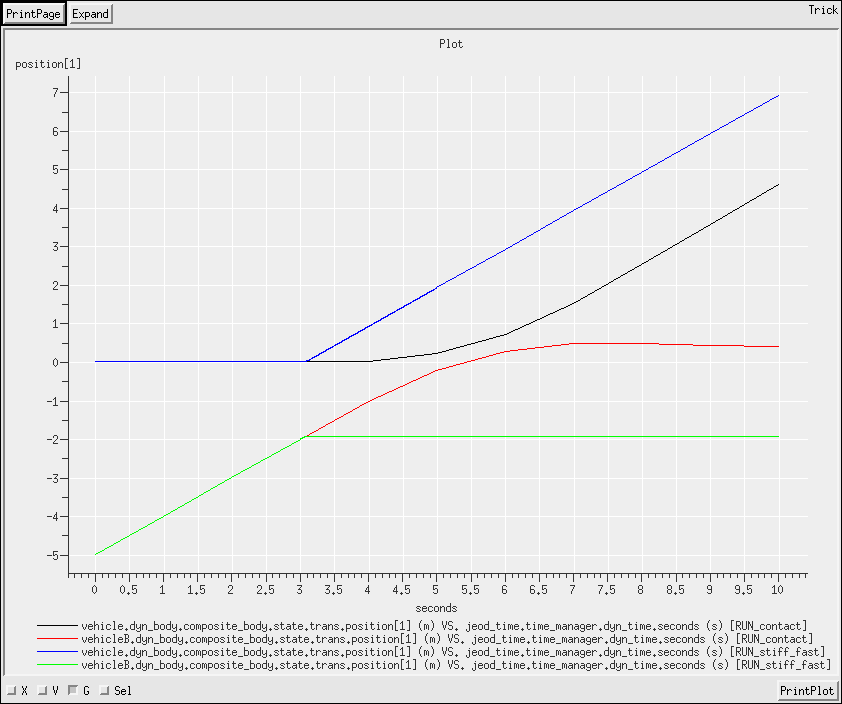 PrintPage Expand Trick
Plot
position[1]
7
6
5
4
3
2
1
0
-1
-2
-3
-4
-5
0 0.5 1 1.5 2 2.5 3 3.5 4 4.5 5 5.5 6 6.5 7 7.5 8 8.5 9 9.5 10
seconds
vehicle.dyn_body.composite_body.state.trans.position[1] (m) VS. jeod_time.time_manager.dyn_time.seconds (s) [RUN_contact]
vehicleB.dyn_body.composite_body.state.trans.position[1] (m) VS. jeod_time.time_manager.dyn_time.seconds (s) [RUN_contact]
vehicle.dyn_body.composite_body.state.trans.position[1] (m) VS. jeod_time.time_manager.dyn_time.seconds (s) [RUN_stiff_fast]
vehicleB.dyn_body.composite_body.state.trans.position[1] (m) VS. jeod_time.time_manager.dyn_time.seconds (s) [RUN_stiff_fast]
X V G Sel PrintPlot